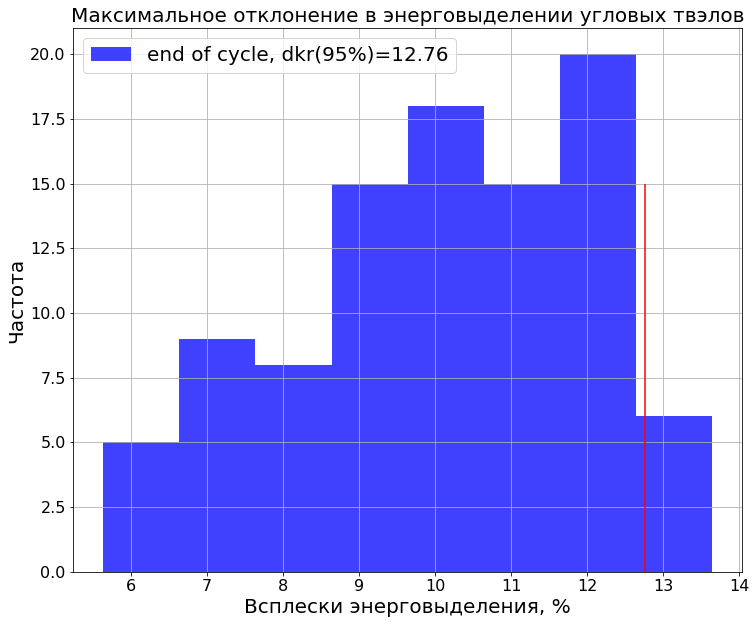 Максимальное отклонение в энерговыделении угловых твэлов
end of cycle, dkr(95%)=12.76
20.0
17.5
15.0
12.5
10.0
7.5
5.0
2.5
0.0
Частота
6 7 8 9 10 11 12 13 14
Всплески энерговыделения, %